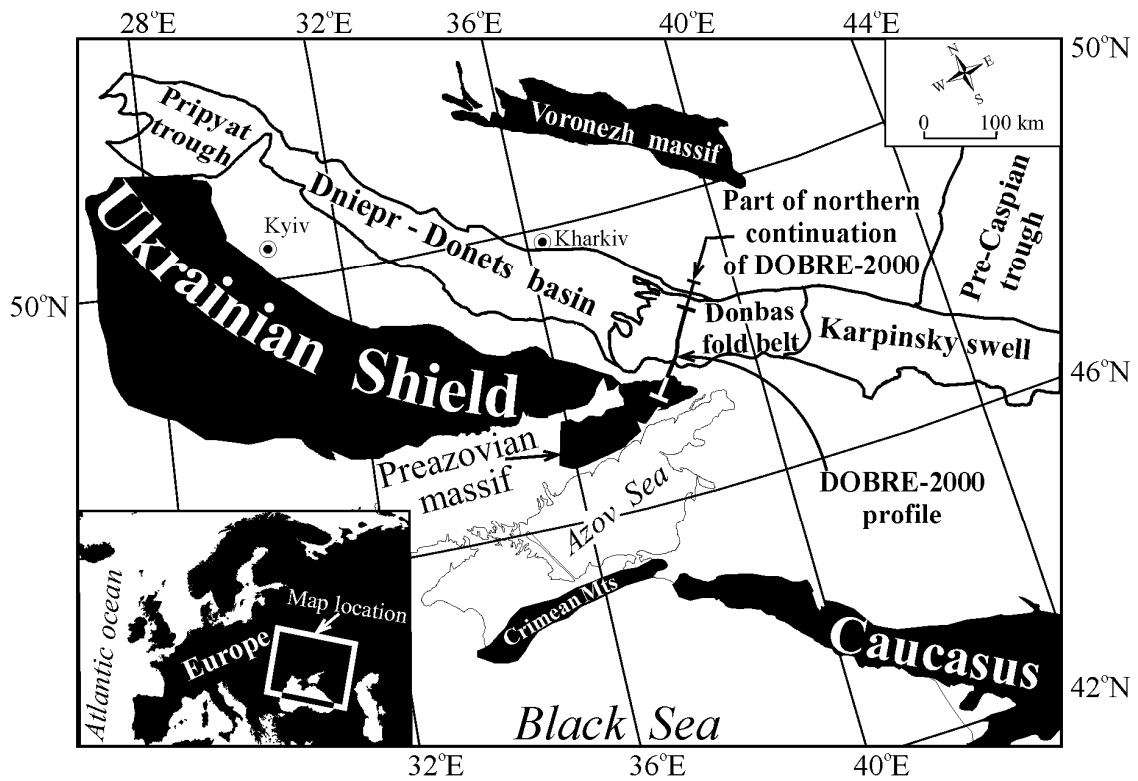 28°E 32°E 36°E 40°E 44°E
50°N
N
W E
S
0 100 km
Pripyat
trough
Voronezh massif
Dniepr - Donets basin
Kyiv
Kharkiv
Part of northern
continuation
of DOBRE-2000
Pre-Caspian
trough
50°N
Ukrainian Shield
Donbas
fold belt
Karpinsky swell
46°N
Preazovian
massif
Azov Sea
DOBRE-2000
profile
Crimean Mts
Caucasus
Black Sea
42°N
Atlantic ocean
Map location
Europe
32°E 36°E 40°E